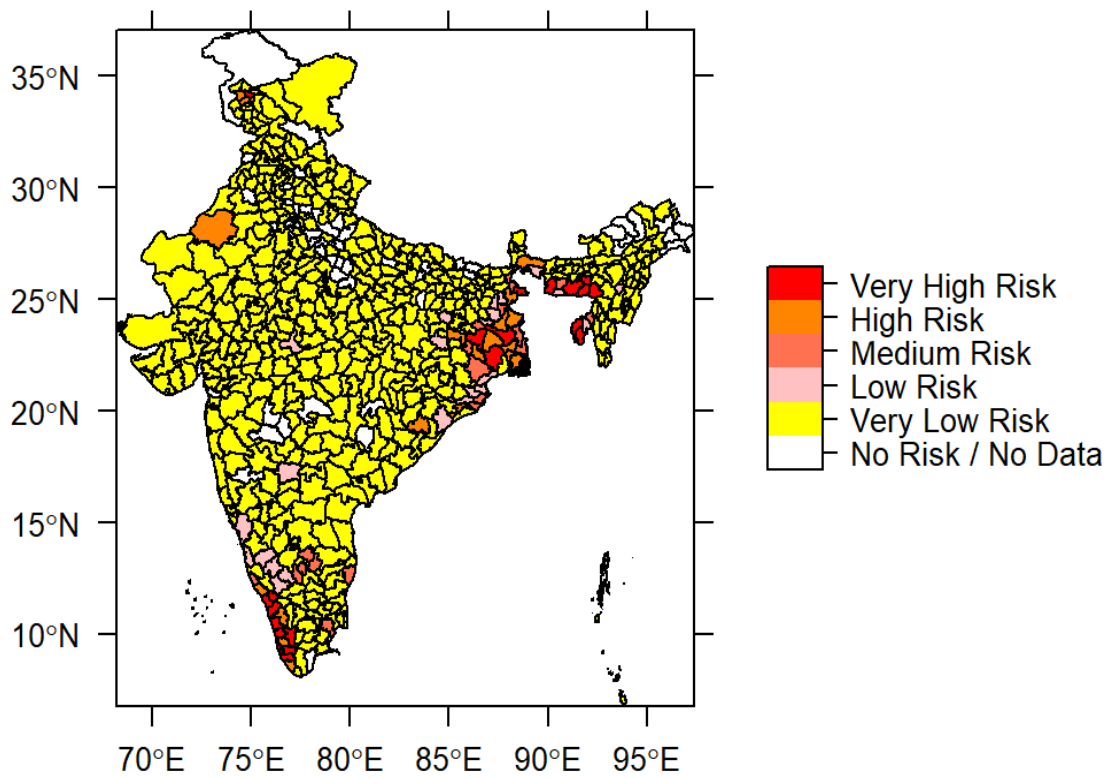 35°N
30°N
25°N
20°N
15°N
10°N
70°E 75°E 80°E 85°E 90°E 95°E
Very High Risk
High Risk
Medium Risk
Low Risk
Very Low Risk
No Risk / No Data